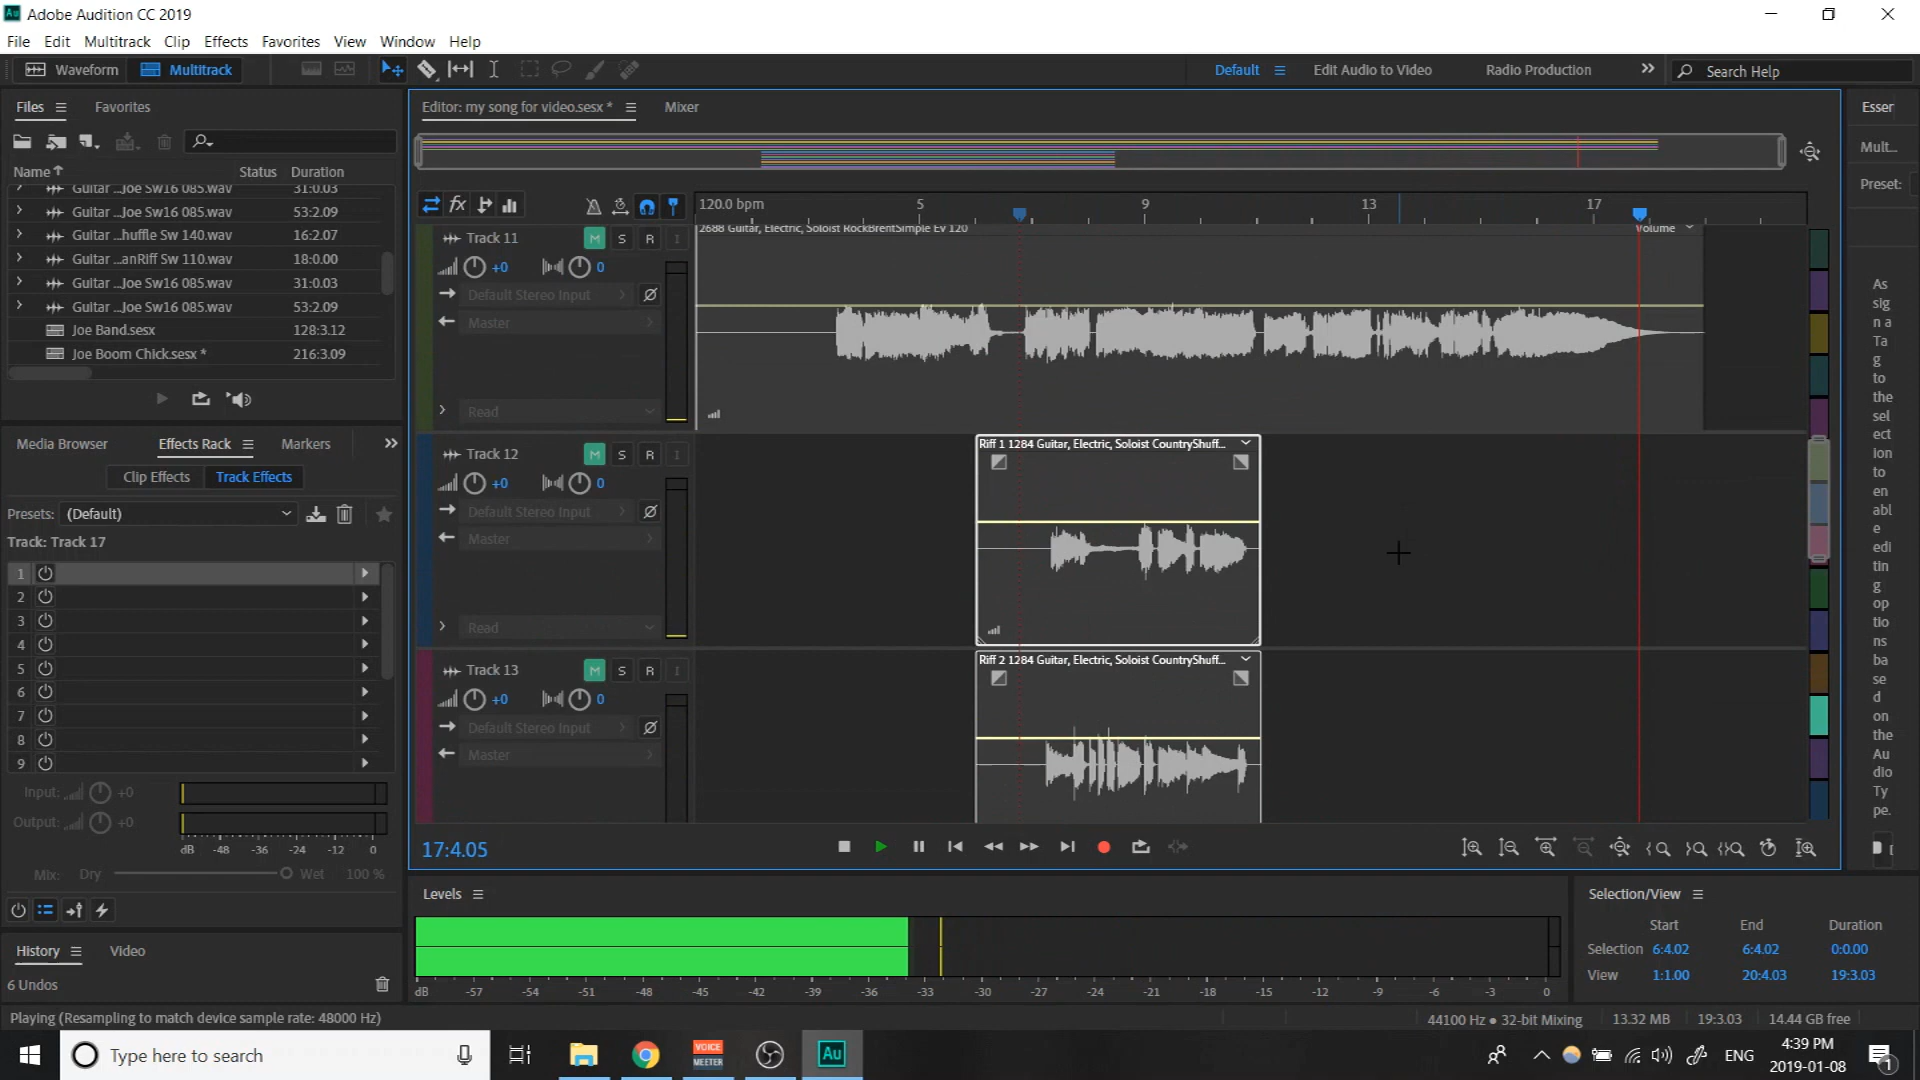 Adobe Audition CC 2019
File Edit Multitrack Clip Effects Favorites View Window Help
Waveform Multitrack Default Edit Audio to Video Radio Production Search Help
Files Favorites
Name Status Duration
Guitar ...Joe Sw16 085.wav 31:0.03
Guitar ...Joe Sw16 085.wav 53:2.09
Guitar ...huffle Sw 140.wav 16:2.07
Guitar ...anRiff Sw 110.wav 18:0.00
Guitar ...Joe Sw16 085.wav 31:0.03
Guitar ...Joe Sw16 085.wav 53:2.09
Joe Band.sesx 128:3.12
Joe Boom Chick.sesx * 216:3.09
Media Browser Effects Rack Markers
Clip Effects Track Effects
Presets: (Default)
Track: Track 17
1
2
3
4
5
6
7
8
9
Input: +0
Output: +0
dB -48 -36 -24 -12 0
Mix: Dry Wet 100 %
History Video
6 Undos
Editor: my song for video.sesx * Mixer
fx 120.0 bpm 5 9 13 17
Track 11 M S R I
+0 0
Default Stereo Input
Master
Read
2688 Guitar, Electric, Soloist RockBrentSimple Ev 120 Volume
Track 12 M S R I
+0 0
Default Stereo Input
Master
Read
Riff 1 1284 Guitar, Electric, Soloist CountryShuff...
Track 13 M S R I
+0 0
Default Stereo Input
Master
Riff 2 1284 Guitar, Electric, Soloist CountryShuff...
17:4.05
Levels
dB -57 -54 -51 -48 -45 -42 -39 -36 -33 -30 -27 -24 -21 -18 -15 -12 -9 -6 -3 0
Selection/View
Start End Duration
Selection 6:4.02 6:4.02 0:0.00
View 1:1.00 20:4.03 19:3.03
Esser
Mult...
Preset:
As
sig
n a
Ta
g
to
the
sel
ect
ion
to
en
abl
e
edi
tin
g
op
tio
ns
ba
se
d
on
the
Au
dio
Ty
pe.
Playing (Resampling to match device sample rate: 48000 Hz) 44100 Hz ● 32-bit Mixing 13.32 MB 19:3.03 14.44 GB free
Type here to search VOICE MEETER Au ENG 4:39 PM
2019-01-08 1